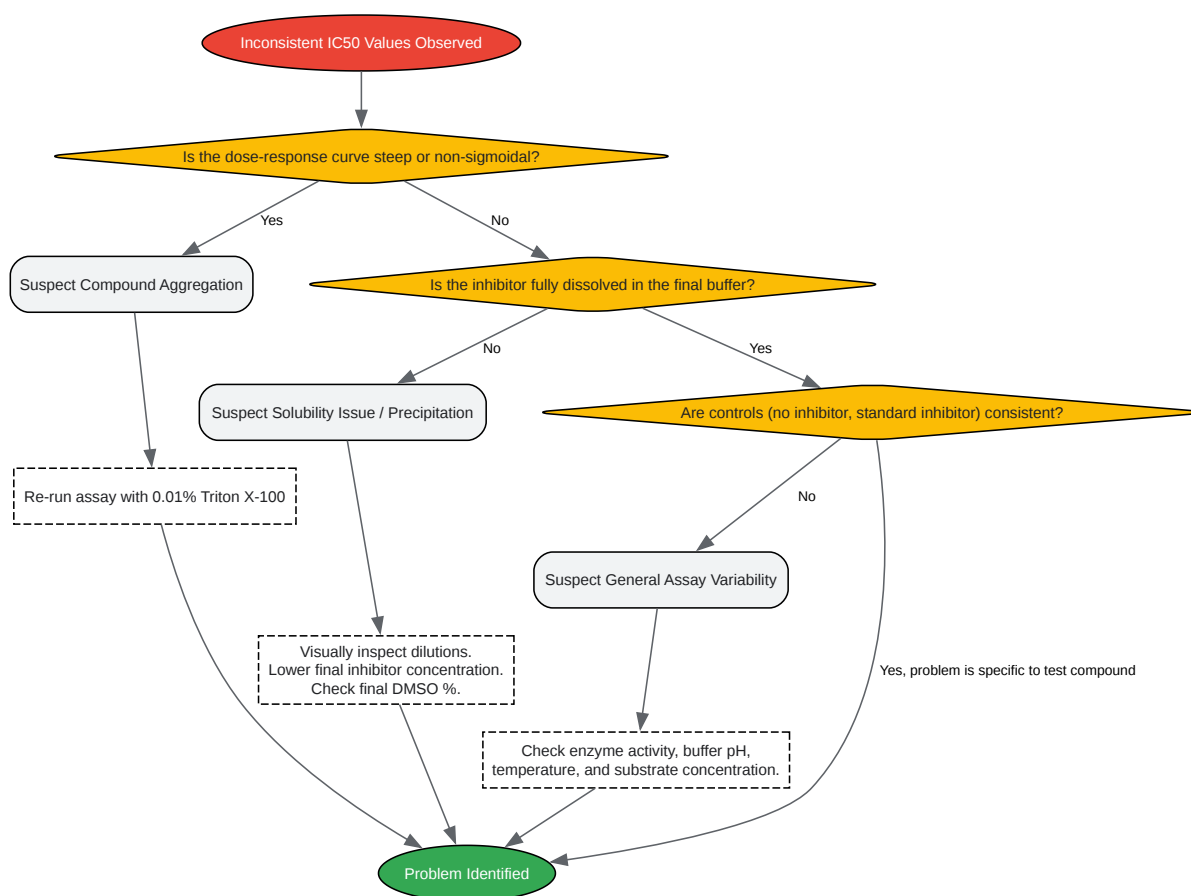 Inconsistent IC50 Values Observed
Is the dose-response curve steep or non-sigmoidal?
Yes
No
Suspect Compound Aggregation
Is the inhibitor fully dissolved in the final buffer?
No
Yes
Suspect Solubility Issue / Precipitation
Are controls (no inhibitor, standard inhibitor) consistent?
Re-run assay with 0.01% Triton X-100
No
Suspect General Assay Variability
Visually inspect dilutions.
Lower final inhibitor concentration.
Check final DMSO %.
Yes, problem is specific to test compound
Check enzyme activity, buffer pH,
temperature, and substrate concentration.
Problem Identified